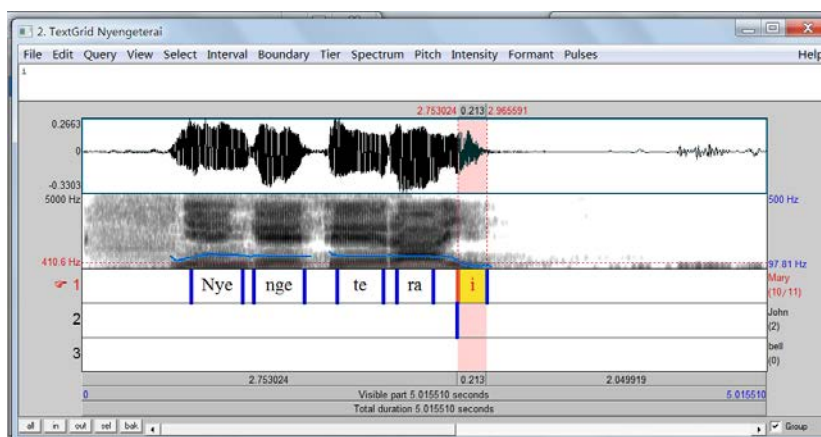 2. TextGrid Nyengeterai
File Edit Query View Select Interval Boundary Tier Spectrum Pitch Intensity Formant Pulses Help
i
2.753024 0.213 2.965591
0.2663
0
-0.3303
5000 Hz 500 Hz
410.6 Hz 97.81 Hz
1 Nye nge te ra i Mary
(10/11)
2 John
(2)
3 bell
(0)
2.753024 0.213 2.049919
0 Visible part 5.015510 seconds 5.015510
Total duration 5.015510 seconds
all in out sel bak Group